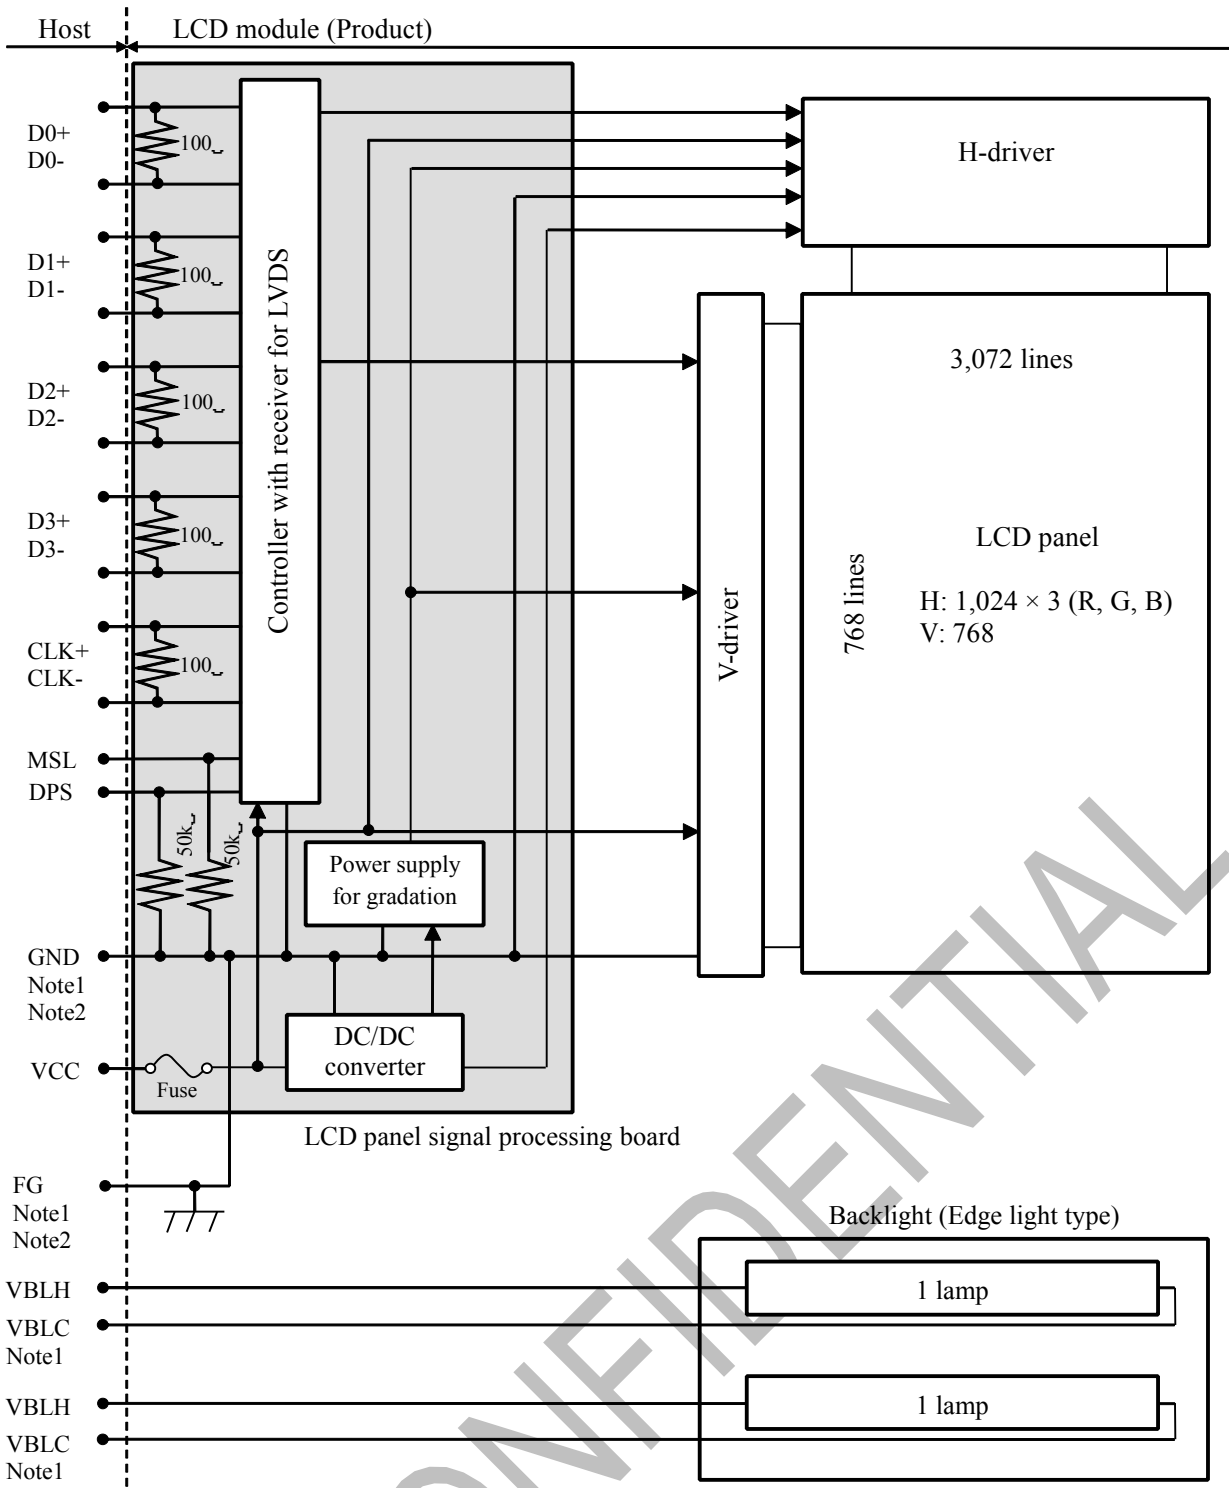 Host
LCD module (Product)
D0+
D0-
100
D1+
D1-
100
D2+
D2-
100
D3+
D3-
100
CLK+
CLK-
100
MSL
DPS
50k
50k
GND
Note1
Note2
VCC
Fuse
Controller with receiver for LVDS
Power supply
for gradation
DC/DC
converter
LCD panel signal processing board
H-driver
V-driver
3,072 lines
768 lines
LCD panel
H: 1,024 × 3 (R, G, B)
V: 768
FG
Note1
Note2
Backlight (Edge light type)
VBLH
1 lamp
VBLC
Note1
VBLH
1 lamp
VBLC
Note1
ONFIDENTIAL